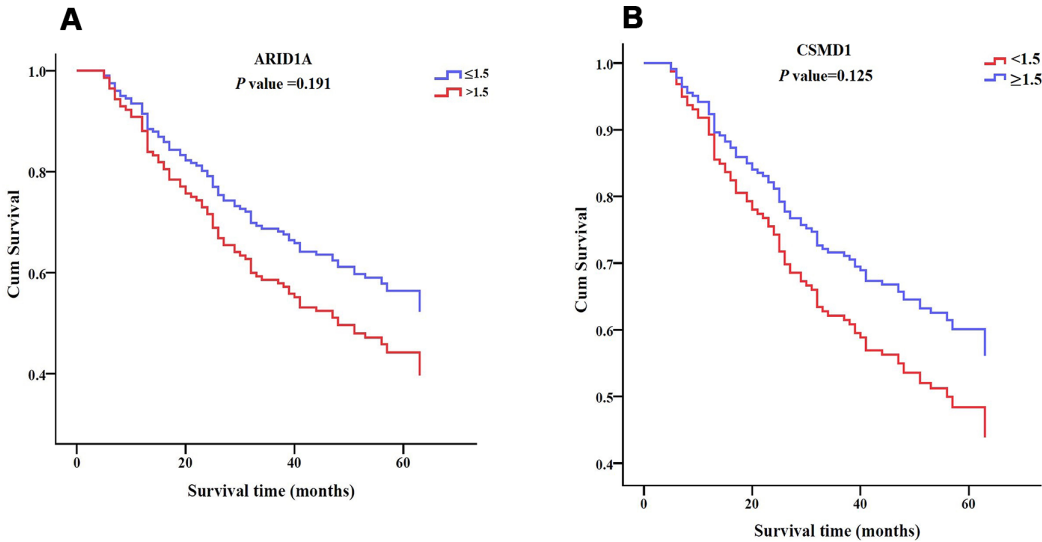 A
ARID1A
P value =0.191
≤1.5
>1.5
1.0
0.8
0.6
0.4
Cum Survival
0
20
40
60
Survival time (months)
B
CSMD1
P value=0.125
<1.5
≥1.5
1.0
0.9
0.8
0.7
0.6
0.5
0.4
Cum Survival
0
20
40
60
Survival time (months)